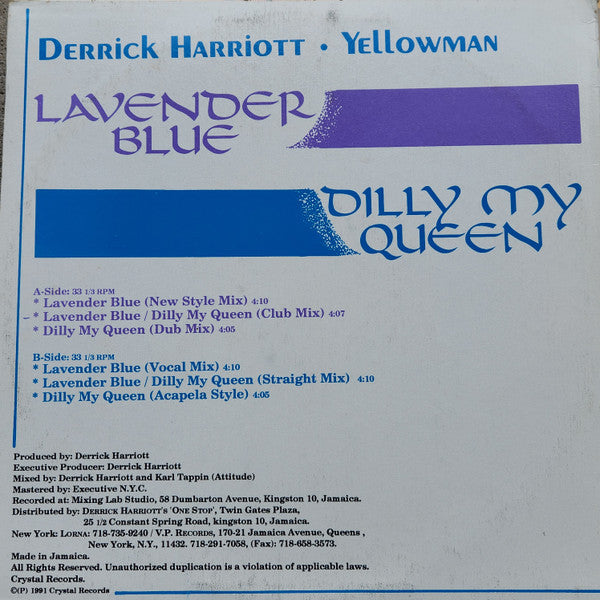 Derrick Harriott • Yellowman
LAVENDER
BLUE
DILLY MY
QUEEN
A-Side: 33 1/3 RPM
* Lavender Blue (New Style Mix) 4:10
* Lavender Blue / Dilly My Queen (Club Mix) 4:07
* Dilly My Queen (Dub Mix) 4:05
B-Side: 33 1/3 RPM
* Lavender Blue (Vocal Mix) 4:10
* Lavender Blue / Dilly My Queen (Straight Mix) 4:10
* Dilly My Queen (Acapela Style) 4:05
Produced by: Derrick Harriott
Executive Producer: Derrick Harriott
Mixed by: Derrick Harriott and Karl Tappin (Attitude)
Mastered by: Executive N.Y.C.
Recorded at: Mixing Lab Studio, 58 Dumbarton Avenue, Kingston 10, Jamaica.
Distributed by: DERRICK HARRIOTT'S 'ONE STOP', Twin Gates Plaza,
25 1/2 Constant Spring Road, kingston 10, Jamaica.
New York: LORNA: 718-735-9240 / V.P. RECORDS, 170-21 Jamaica Avenue, Queens ,
New York, N.Y., 11432. 718-291-7058, (Fax): 718-658-3573.
Made in Jamaica.
All Rights Reserved. Unauthorized duplication is a violation of applicable laws.
Crystal Records.
©(P) 1991 Crystal Records